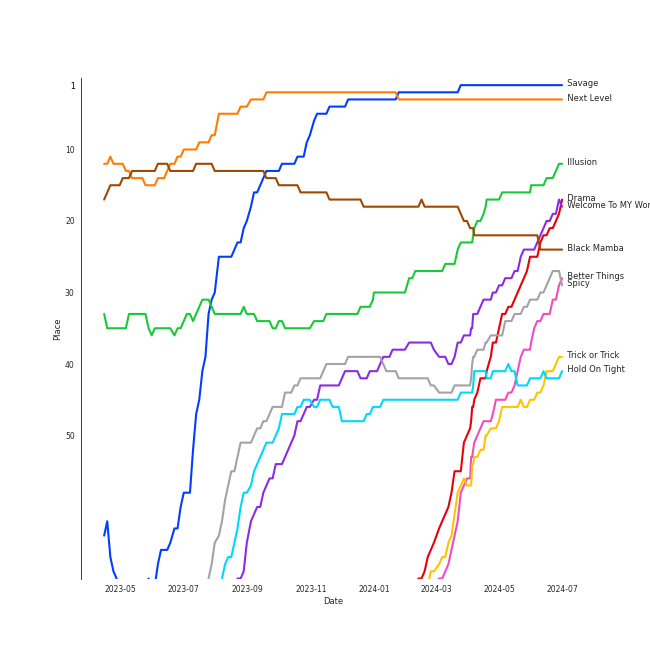 1
10
20
30
40
50
Place
Savage
Next Level
Illusion
Drama
Welcome To MY Wor
Black Mamba
Better Things
Spicy
Trick or Trick
Hold On Tight
2023-05
2023-07
2023-09
2023-11
2024-01
2024-03
2024-05
2024-07
Date